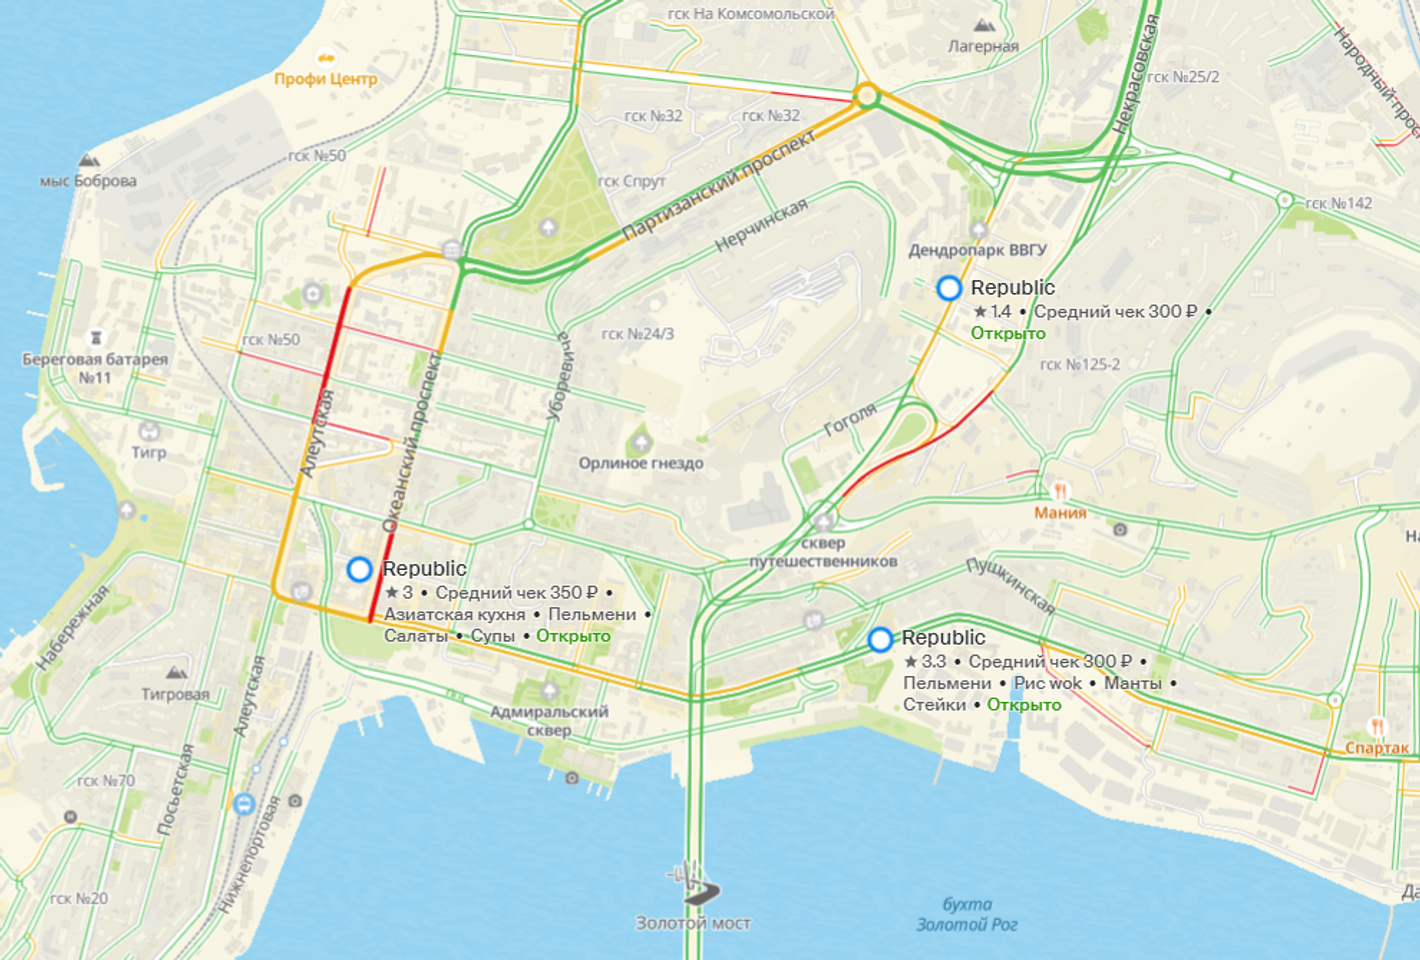 гск На Комсомольской
Лагерная
Профи Центр
гск №25/2
Народный прос
Некрасовская
гск №32
гск №32
гск №50
мыс Боброва
гск Спрут
Партизанский проспект
гск №142
Нерчинская
Дендропарк ВВГУ
Republic
★ 1.4 • Средний чек 300 ₽ •
Открыто
гск №50
гск №24/3
Береговая батарея
№11
гск №125-2
Уборевича
Алеутская
Океанский проспект
Гоголя
Тигр
Орлиное гнездо
Мания
сквер
путешественников
На
Republic
★ 3 • Средний чек 350 ₽ •
Азиатская кухня • Пельмени •
Салаты • Супы • Открыто
Пушкинская
Набережная
Republic
★ 3.3 • Средний чек 300 ₽ •
Пельмени • Рис wok • Манты •
Стейки • Открыто
Тигровая
Алеутская
Адмиральский
сквер
Спартак
гск №70
Посьетская
Нижнепортовая
гск №20
Золотой мост
бухта
Золотой Рог
Да